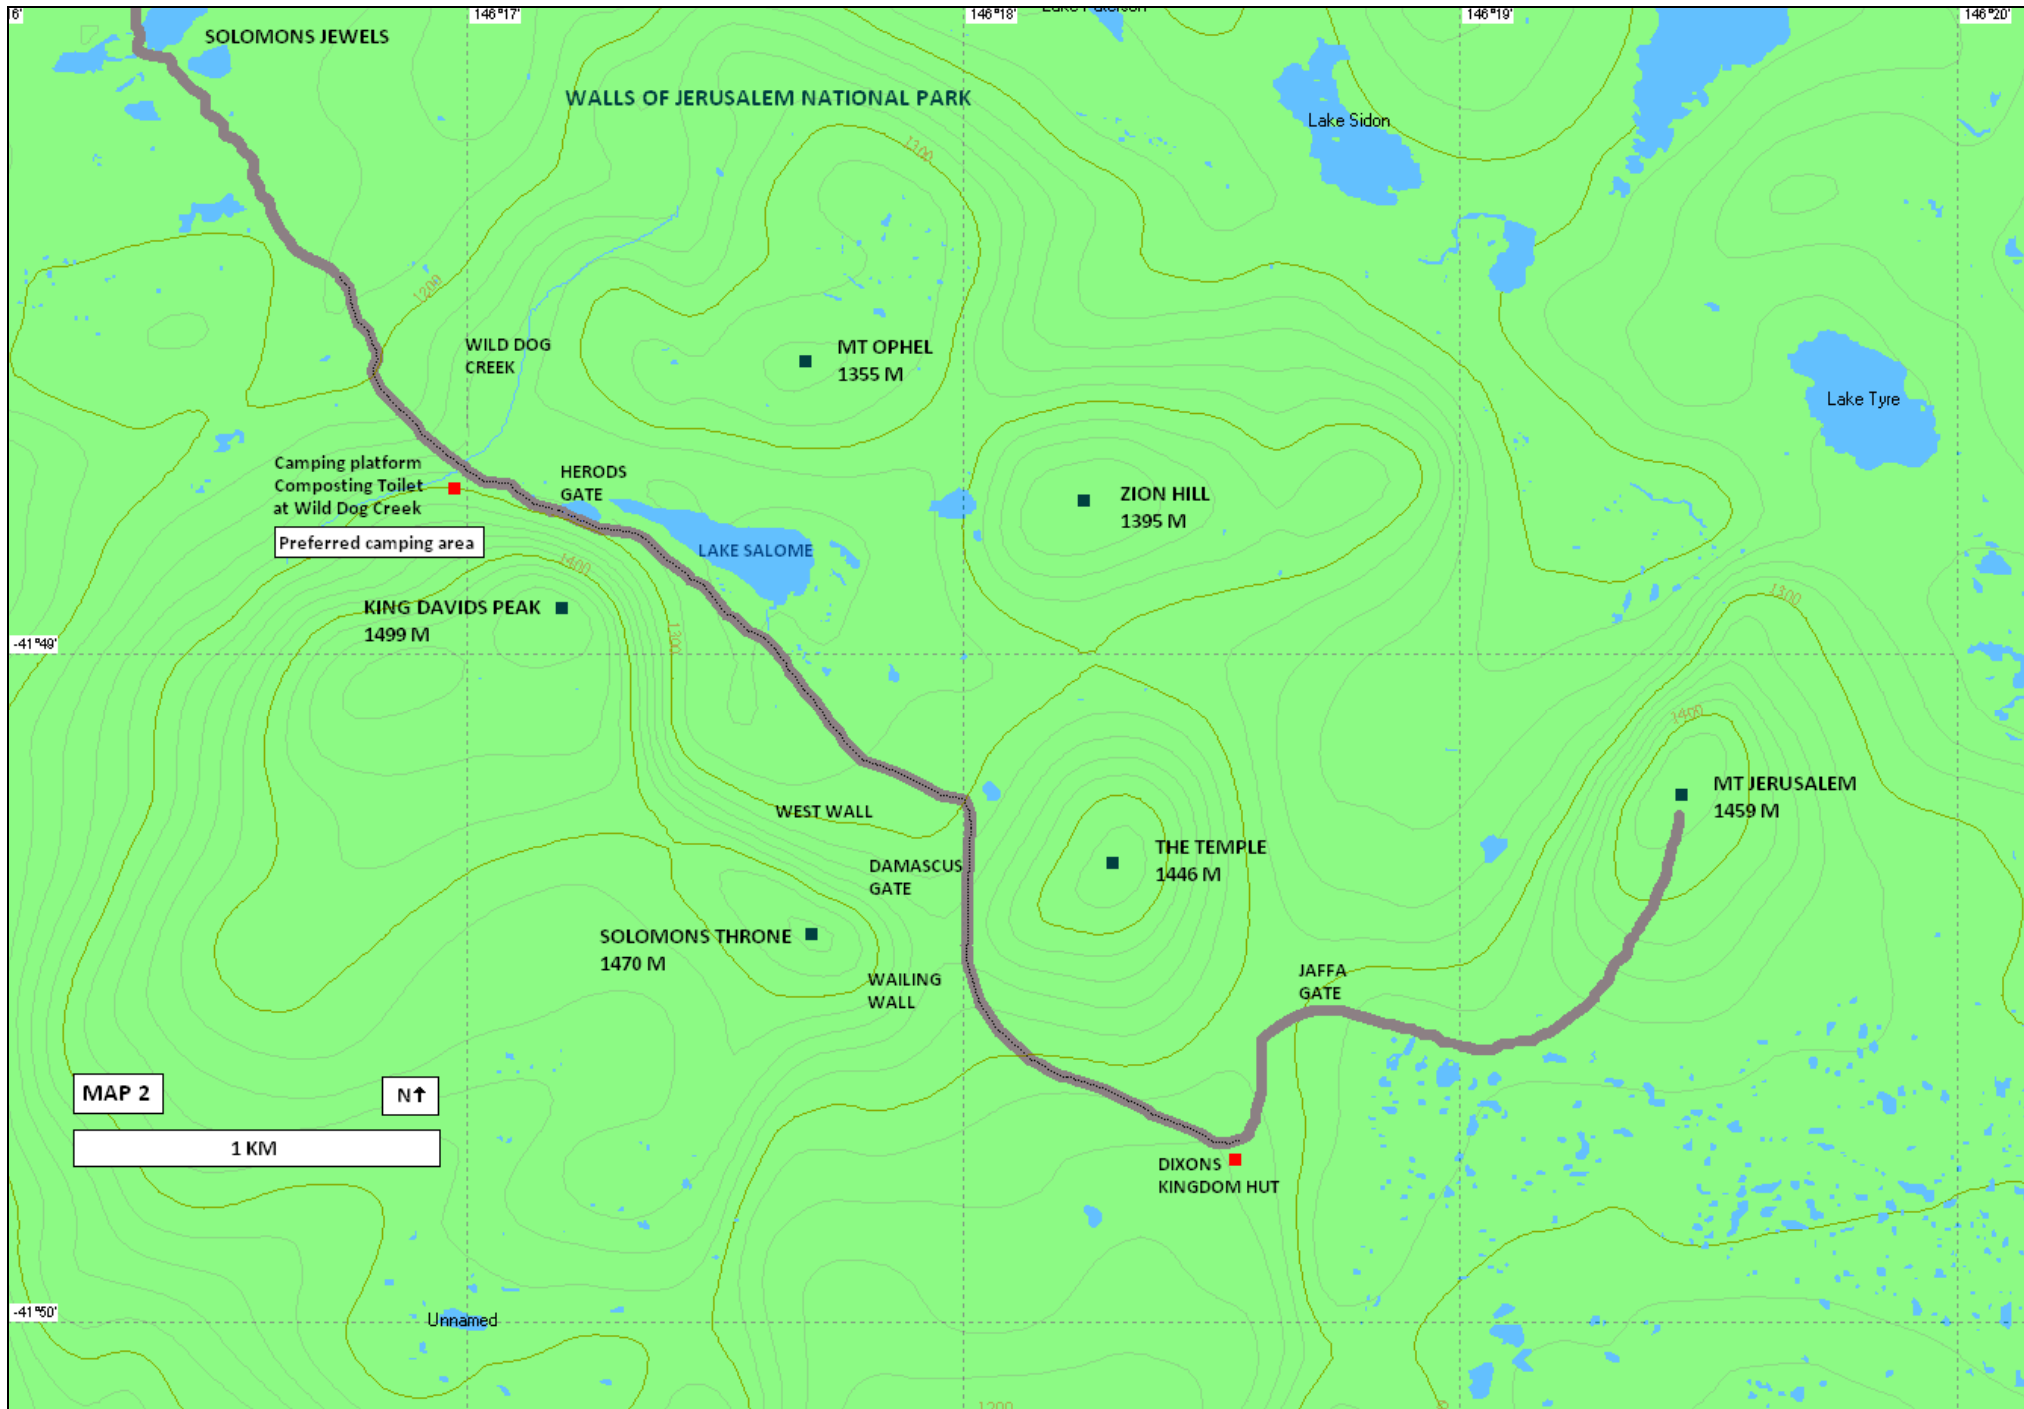 6'
146°17'
146°18'
Lake Paterson
146°19'
146°20'
SOLOMONS JEWELS
WALLS OF JERUSALEM NATIONAL PARK
Lake Sidon
1300
1200
WILD DOG
CREEK
MT OPHEL
1355 M
Lake Tyre
Camping platform
Composting Toilet
at Wild Dog Creek
Preferred camping area
HERODS
GATE
LAKE SALOME
ZION HILL
1395 M
1400
KING DAVIDS PEAK
1499 M
1300
1300
-41°49'
1400
MT JERUSALEM
1459 M
WEST WALL
THE TEMPLE
1446 M
DAMASCUS
GATE
SOLOMONS THRONE
1470 M
WAILING
WALL
JAFFA
GATE
MAP 2
N↑
1 KM
DIXONS
KINGDOM HUT
-41°50'
Unnamed
1200